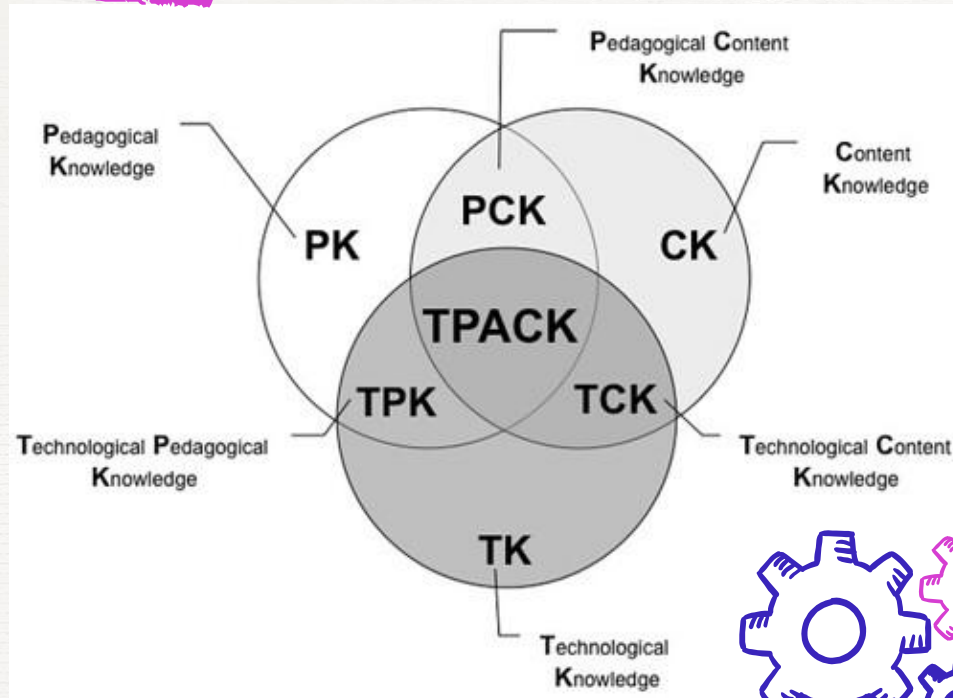 Pedagogical Content
Knowledge
Pedagogical
Knowledge
Content
Knowledge
PCK
PK
CK
TPACK
TPK
TCK
Technological Pedagogical
Knowledge
Technological Content
Knowledge
TK
Technological
Knowledge